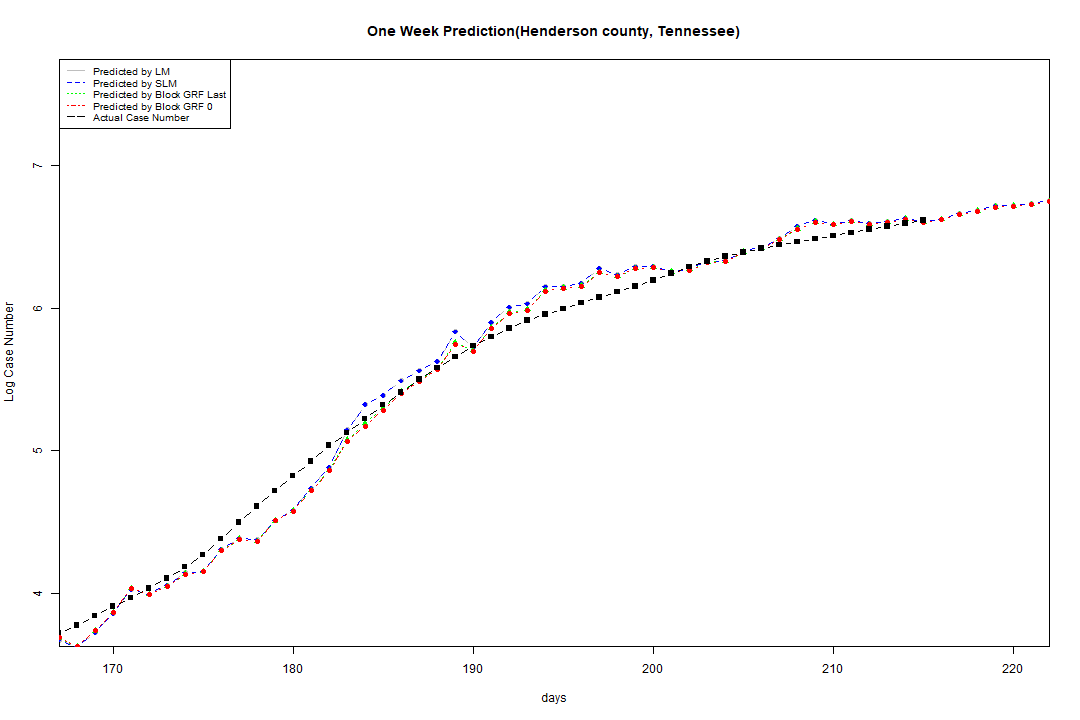 One Week Prediction(Henderson county, Tennessee)
Predicted by LM
Predicted by SLM
Predicted by Block GRF Last
Predicted by Block GRF 0
Actual Case Number
7
6
5
4
Log Case Number
170 180 190 200 210 220
days